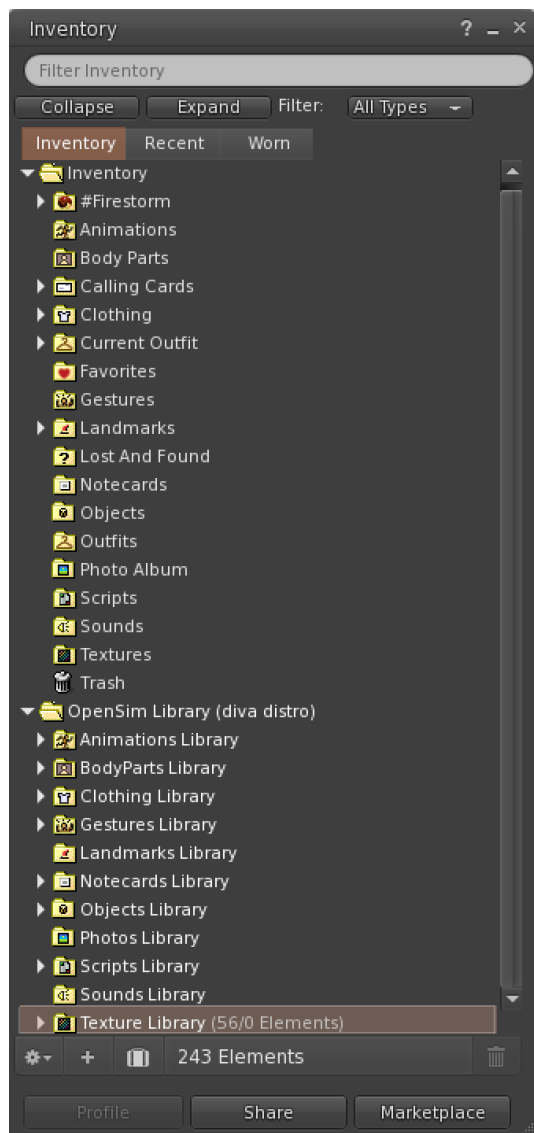 Inventory ? _ ×
Filter Inventory
Collapse Expand Filter: All Types
Inventory Recent Worn
Inventory
#Firestorm
Animations
Body Parts
Calling Cards
Clothing
Current Outfit
Favorites
Gestures
Landmarks
Lost And Found
Notecards
Objects
Outfits
Photo Album
Scripts
Sounds
Textures
Trash
OpenSim Library (diva distro)
Animations Library
BodyParts Library
Clothing Library
Gestures Library
Landmarks Library
Notecards Library
Objects Library
Photos Library
Scripts Library
Sounds Library
Texture Library (56/0 Elements)
+ 243 Elements
Profile Share Marketplace